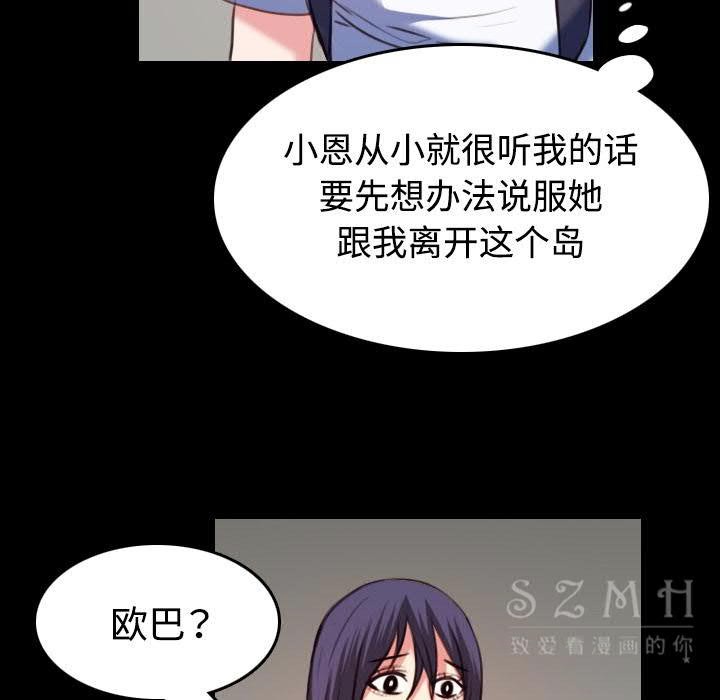 小恩从小就很听我的话
要先想办法说服她
跟我离开这个岛
欧巴？
SZMH
致爱看漫画的你